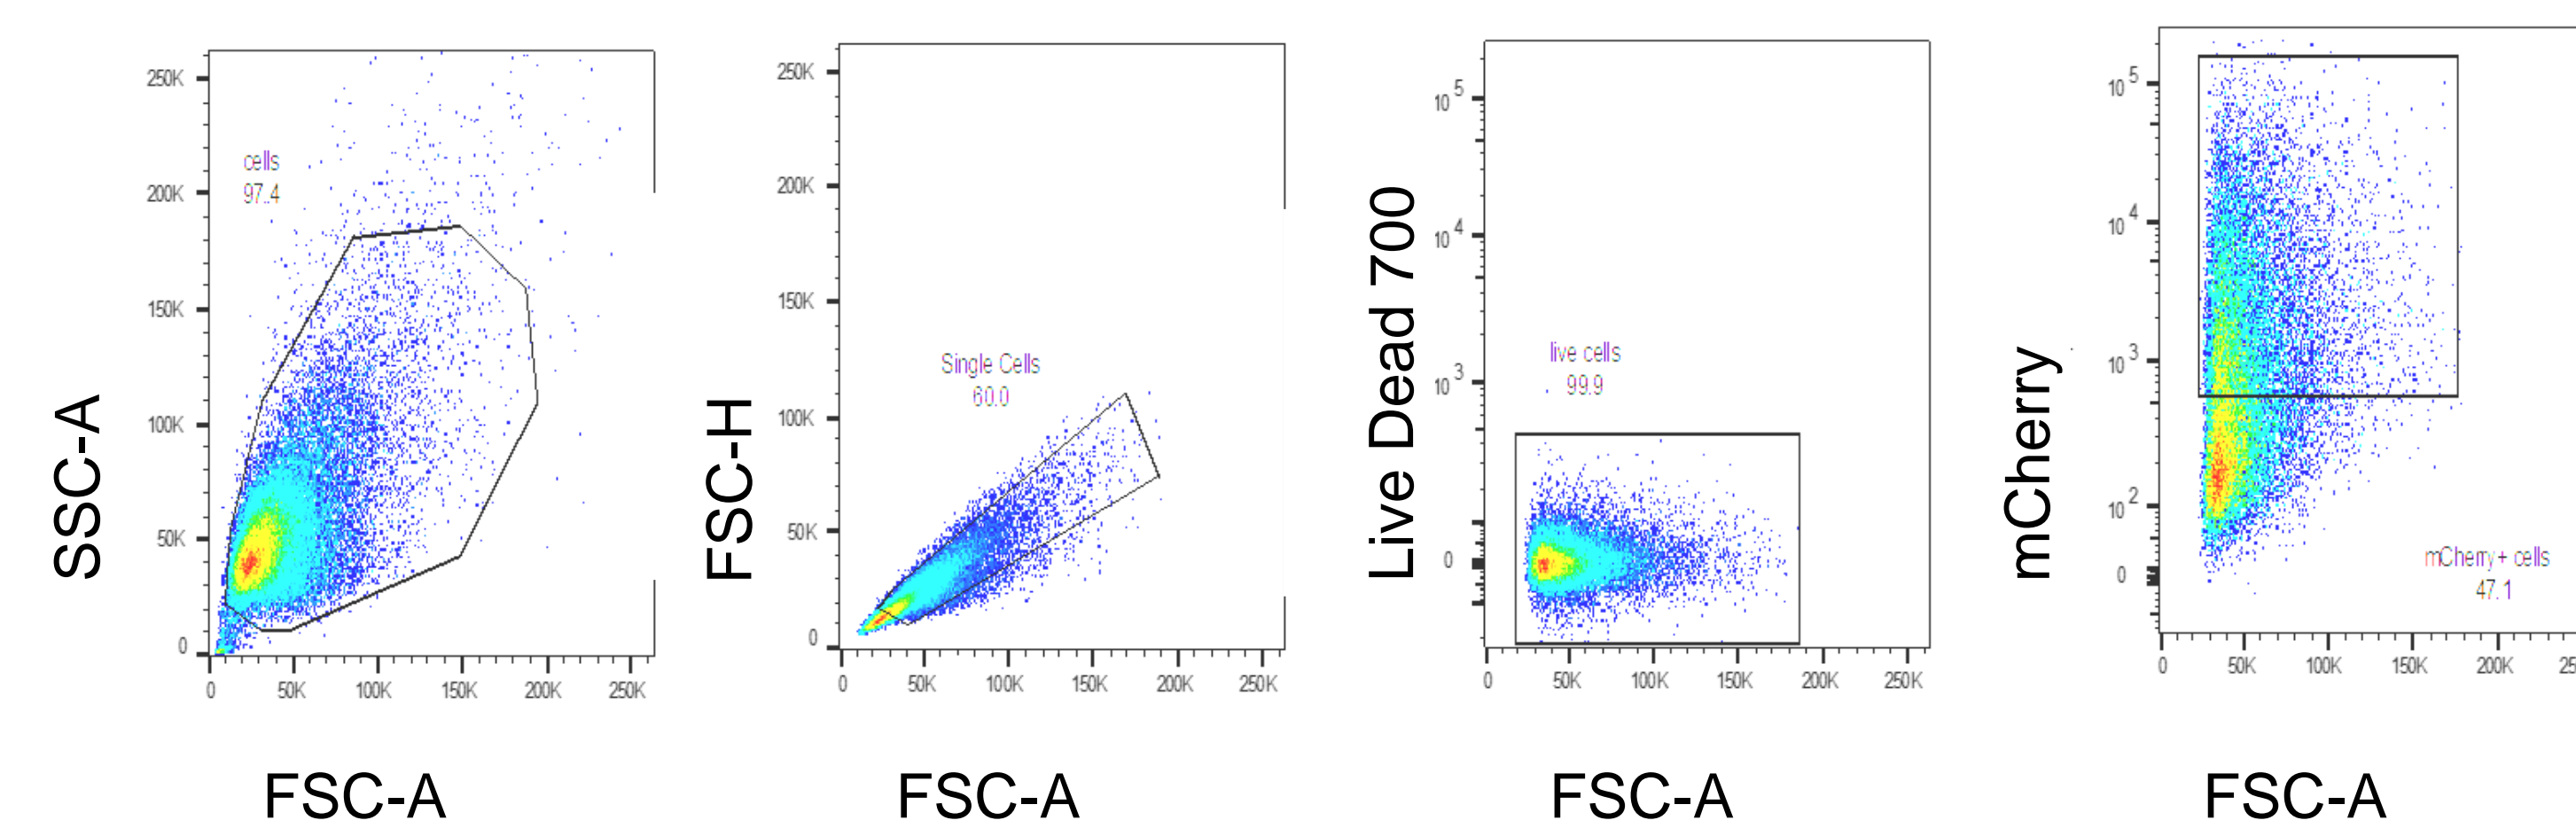 SSC-A
250K
200K
150K
100K
50K
0
cells
97.4
0 50K 100K 150K 200K 250K
FSC-A
FSC-H
250K
200K
150K
100K
50K
0
Single Cells
60.0
0 50K 100K 150K 200K 250K
FSC-A
Live Dead 700
10 5
10 4
10 3
0
live cells
99.9
0 50K 100K 150K 200K 250K
FSC-A
mCherry
10 5
10 4
10 3
10 2
0
mCherry+ cells
47.1
0 50K 100K 150K 200K 25
FSC-A